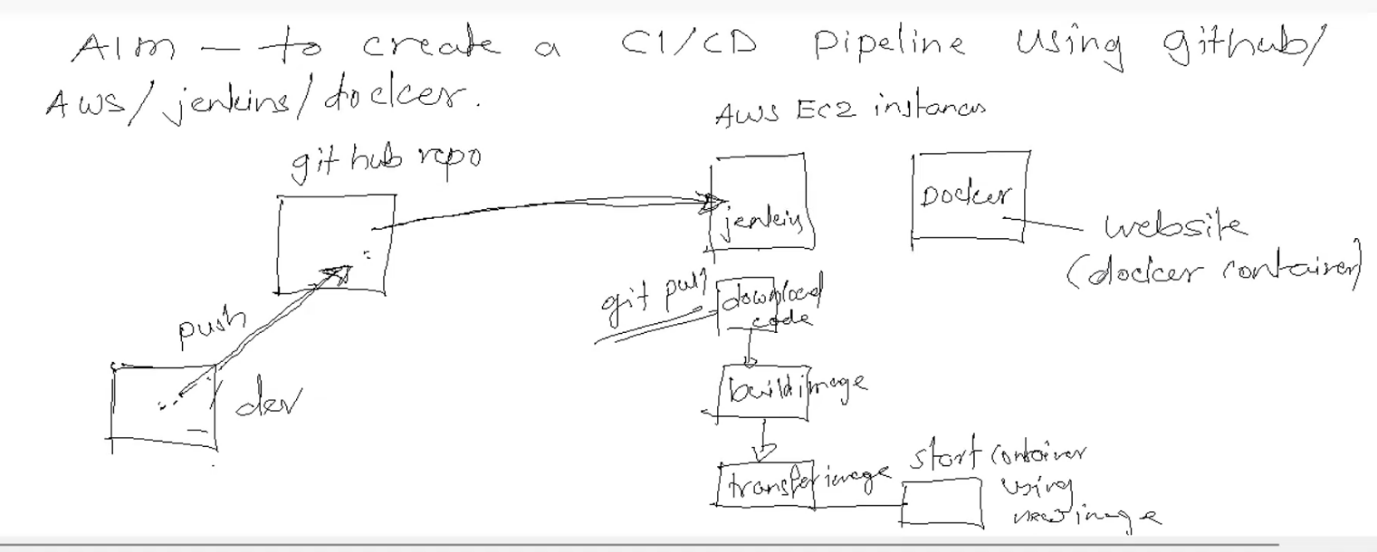 AIM - to create a CI/CD Pipeline using github/
AWS/jenkins/docker.
AWS EC2 instances
github repo
jenkins
Docker
website
(docker container)
git pull
download
code
push
dev
build image
transfer image
start container
using
new image